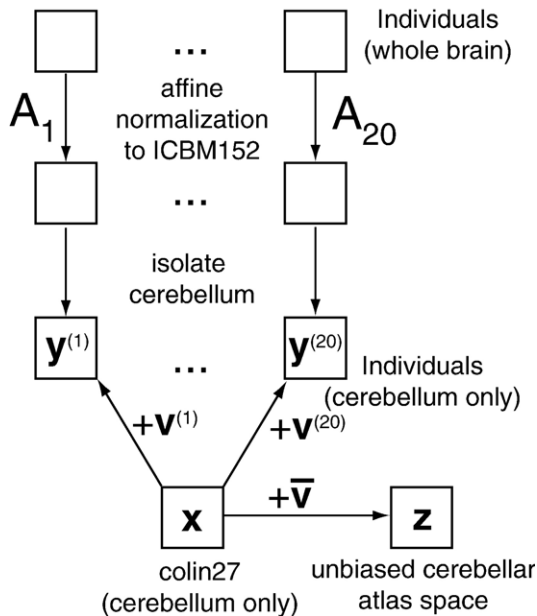 Individuals
(whole brain)
...
A1
affine
normalization
to ICBM152
A20
...
isolate
cerebellum
y(1)
...
y(20)
Individuals
(cerebellum only)
+v(1)
+v(20)
x
+v̄
z
colin27
(cerebellum only)
unbiased cerebellar
atlas space